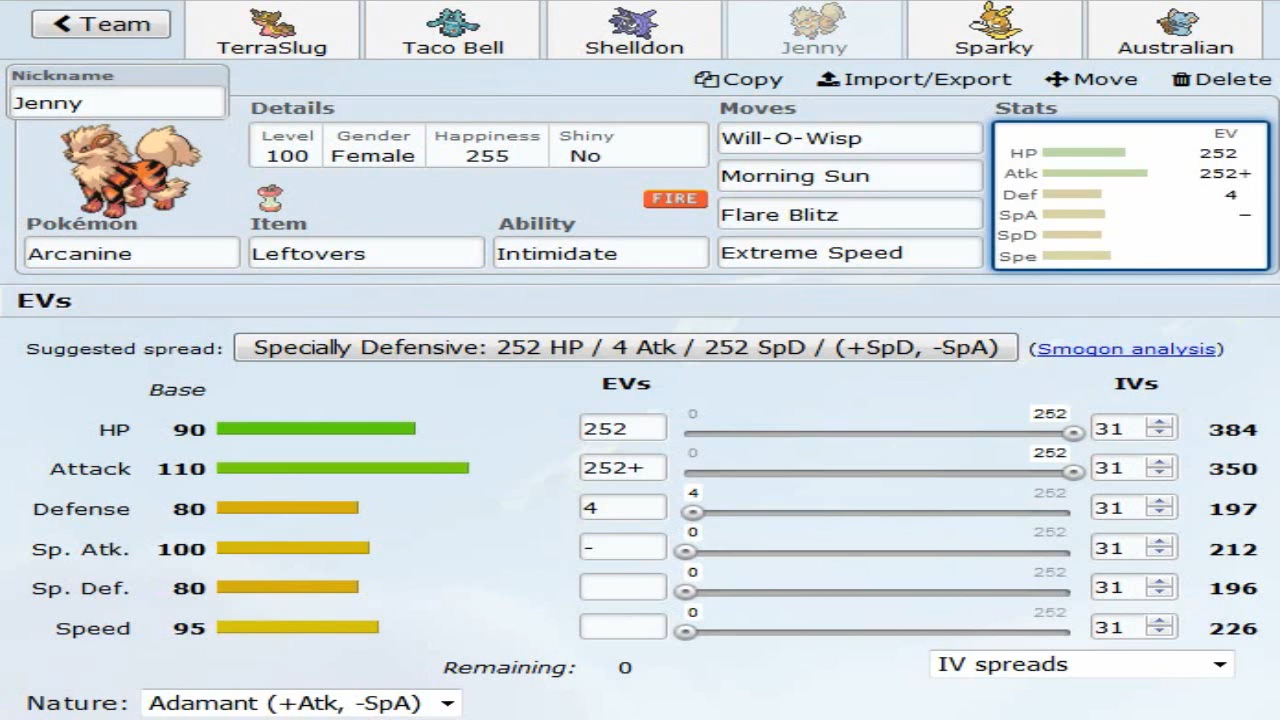 Team
TerraSlug
Taco Bell
Shelldon
Jenny
Sparky
Australian
Copy Import/Export Move Delete
Nickname
Jenny
Details
Level Gender Happiness Shiny
100 Female 255 No
FIRE
Pokémon Item Ability
Arcanine Leftovers Intimidate
Moves
Will-O-Wisp
Morning Sun
Flare Blitz
Extreme Speed
Stats
EV
HP 252
Atk 252+
Def 4
SpA –
SpD
Spe
EVs
Suggested spread: Specially Defensive: 252 HP / 4 Atk / 252 SpD / (+SpD, -SpA) (Smogon analysis)
Base EVs IVs
HP 90 252 0 252 31 384
Attack 110 252+ 0 252 31 350
Defense 80 4 4 252 31 197
Sp. Atk. 100 - 0 252 31 212
Sp. Def. 80 0 252 31 196
Speed 95 0 252 31 226
Remaining: 0
IV spreads
Nature: Adamant (+Atk, -SpA)